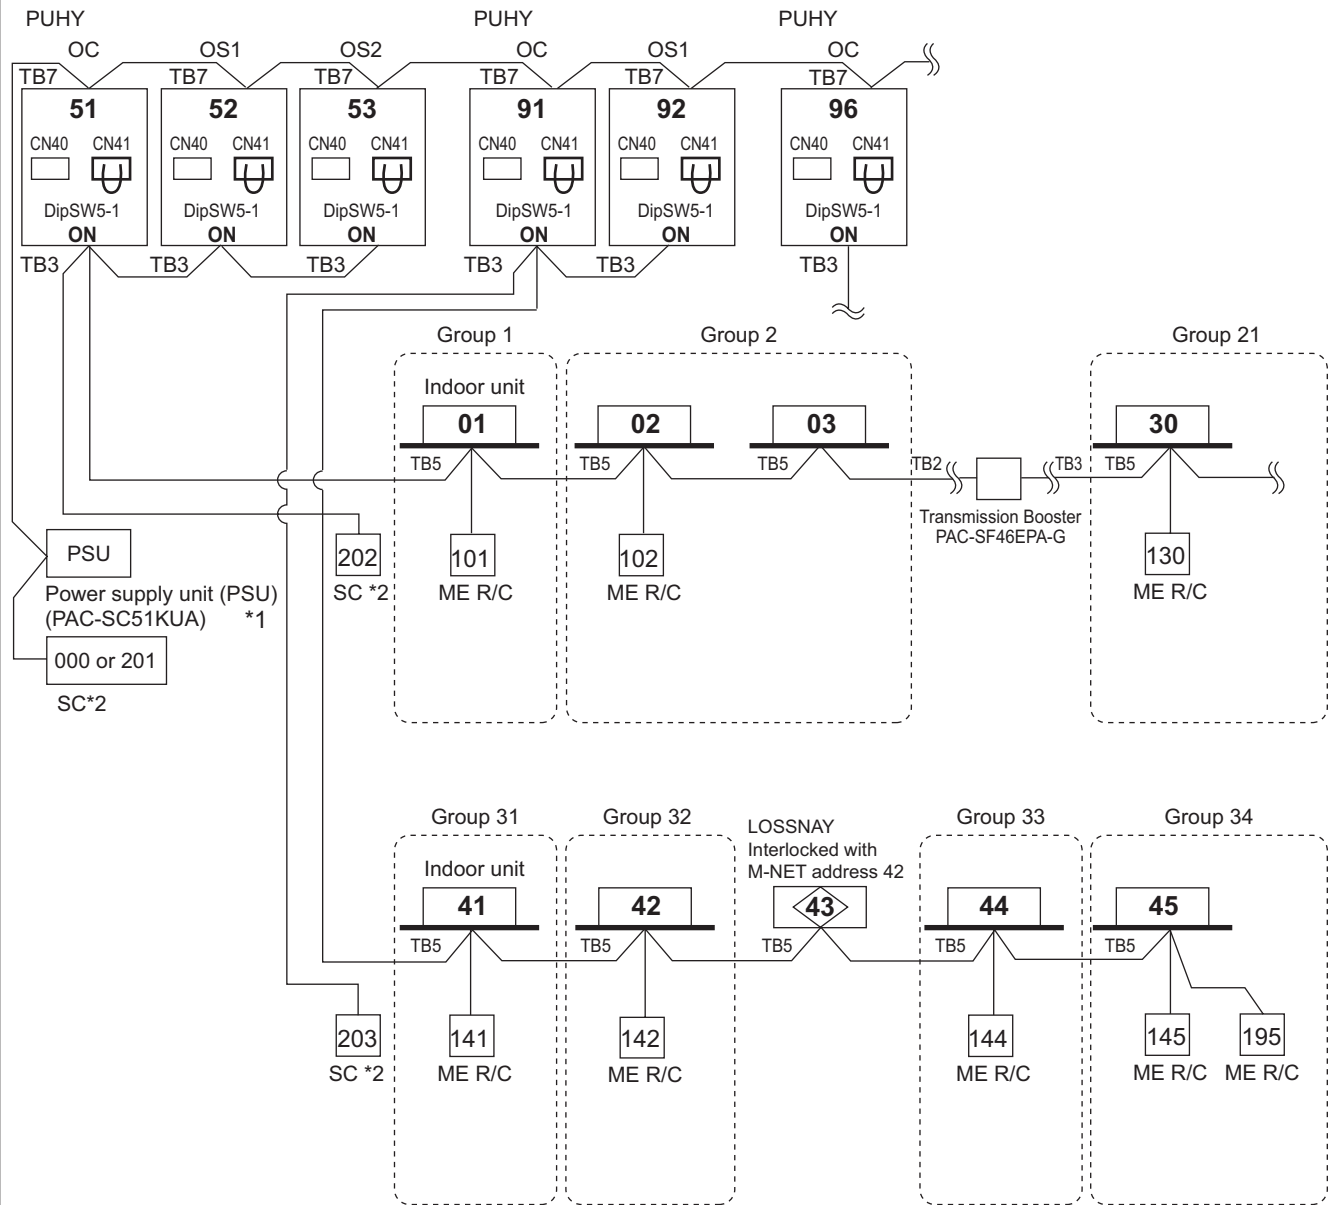 PUHY PUHY PUHY
OC OS1 OS2 OC OS1 OC
TB7 TB7 TB7 TB7 TB7 TB7
51 52 53 91 92 96
CN40 CN41 CN40 CN41 CN40 CN41 CN40 CN41 CN40 CN41 CN40 CN41
DipSW5-1 DipSW5-1 DipSW5-1 DipSW5-1 DipSW5-1 DipSW5-1
ON ON ON ON ON ON
TB3 TB3 TB3 TB3 TB3 TB3
Group 1 Group 2 Group 21
Indoor unit
01 02 03 30
TB5 TB5 TB5 TB2 TB3 TB5
Transmission Booster
PAC-SF46EPA-G
PSU 202 101 102 130
SC *2 ME R/C ME R/C ME R/C
Power supply unit (PSU)
(PAC-SC51KUA) *1
000 or 201
SC*2
Group 31 Group 32 LOSSNAY Group 33 Group 34
Interlocked with
M-NET address 42
Indoor unit
41 42 43 44 45
TB5 TB5 TB5 TB5 TB5
203 141 142 144 145 195
SC *2 ME R/C ME R/C ME R/C ME R/C ME R/C